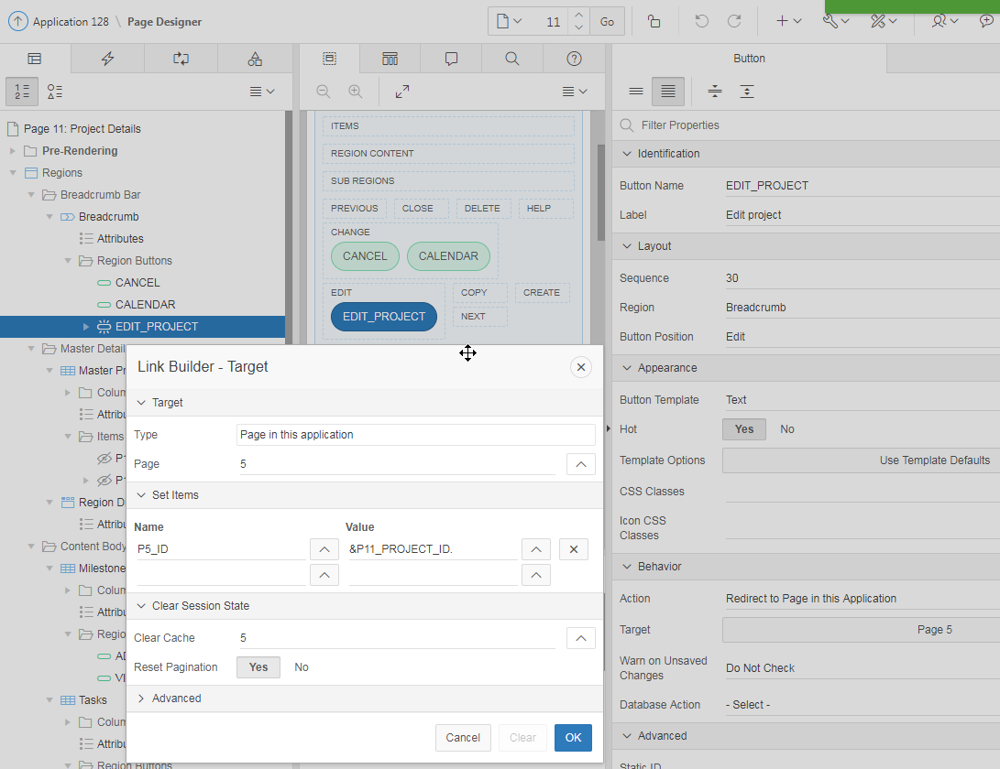 Application 128 \ Page Designer
11
Go
1
2
Button
Page 11: Project Details
Pre-Rendering
Regions
Breadcrumb Bar
Breadcrumb
Attributes
Region Buttons
CANCEL
CALENDAR
EDIT_PROJECT
Master Detail
Master Pr
Colum
Attribu
Items
P1
P1
Region Di
Attribu
Content Body
Milestone
Colum
Attribu
Regio
AD
VI
Tasks
Colum
Attribu
Region Buttons
ITEMS
REGION CONTENT
SUB REGIONS
PREVIOUS
CLOSE
DELETE
HELP
CHANGE
CANCEL
CALENDAR
EDIT
COPY
CREATE
EDIT_PROJECT
NEXT
Link Builder - Target
Target
Type
Page in this application
Page
5
Set Items
Name
Value
P5_ID
&P11_PROJECT_ID.
Clear Session State
Clear Cache
5
Reset Pagination
Yes
No
Advanced
Cancel
Clear
OK
Filter Properties
Identification
Button Name
EDIT_PROJECT
Label
Edit project
Layout
Sequence
30
Region
Breadcrumb
Button Position
Edit
Appearance
Button Template
Text
Hot
Yes
No
Template Options
Use Template Defaults
CSS Classes
Icon CSS
Classes
Behavior
Action
Redirect to Page in this Application
Target
Page 5
Warn on Unsaved
Changes
Do Not Check
Database Action
- Select -
Advanced
Static ID